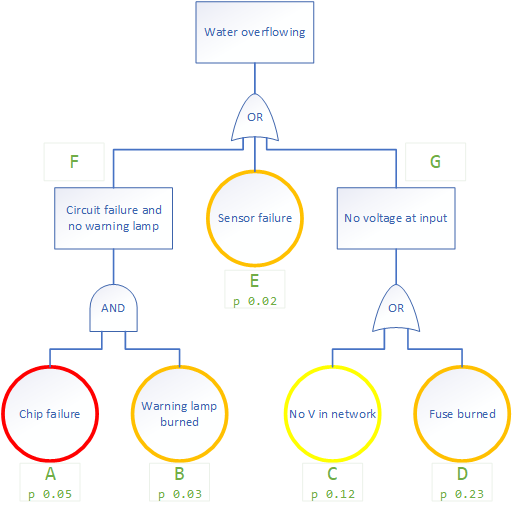 Water overflowing
OR
F
G
Circuit failure and
no warning lamp
Sensor failure
No voltage at input
E
p 0.02
AND
OR
Chip failure
Warning lamp
burned
No V in network
Fuse burned
A
p 0.05
B
p 0.03
C
p 0.12
D
p 0.23